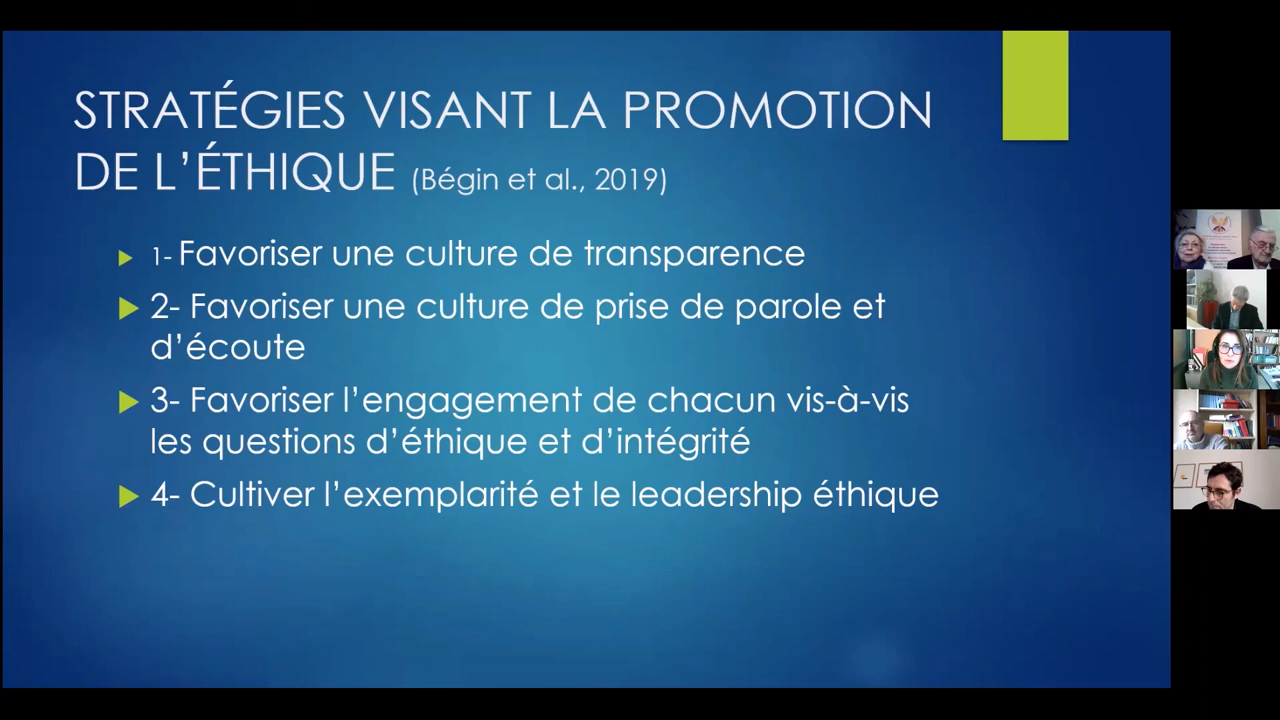 STRATÉGIES VISANT LA PROMOTION
DE L’ÉTHIQUE (Bégin et al., 2019)
1- Favoriser une culture de transparence
2- Favoriser une culture de prise de parole et
d’écoute
3- Favoriser l’engagement de chacun vis-à-vis
les questions d’éthique et d’intégrité
4- Cultiver l’exemplarité et le leadership éthique